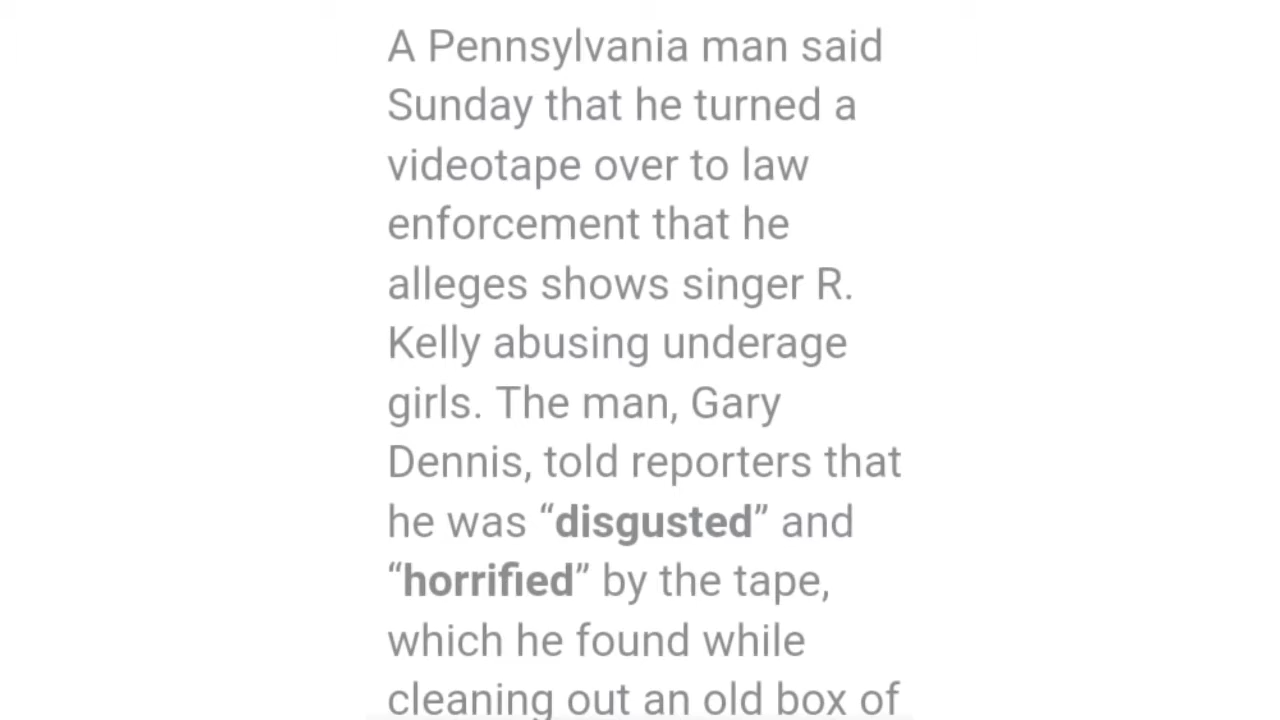 A Pennsylvania man said
Sunday that he turned a
videotape over to law
enforcement that he
alleges shows singer R.
Kelly abusing underage
girls. The man, Gary
Dennis, told reporters that
he was “disgusted” and
“horrified” by the tape,
which he found while
cleaning out an old box of